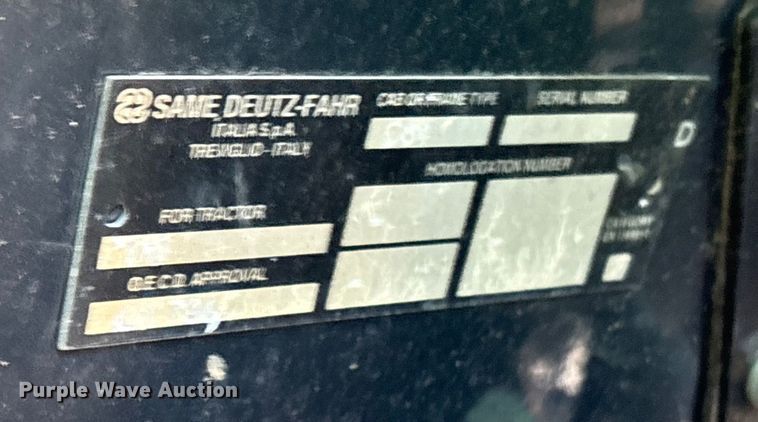 SAME DEUTZ-FAHR
ITALIA S.p.A.
TREVIGLIO - ITALY
CAB OR FRAME TYPE
SERIAL NUMBER
HOMOLOGATION NUMBER
D
FOR TRACTOR
O.E.C.D. APPROVAL
Purple Wave Auction